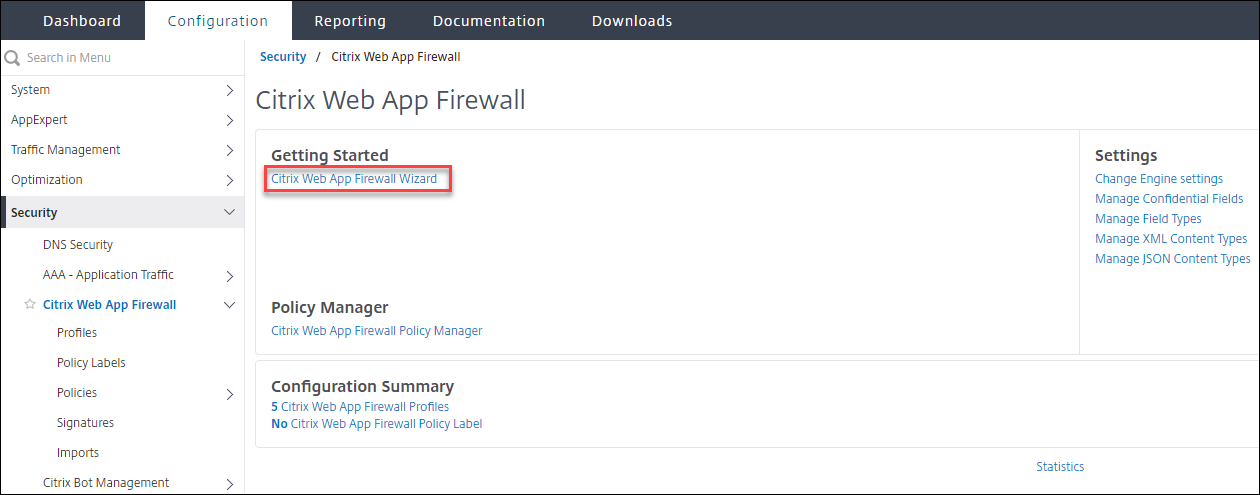 Dashboard Configuration Reporting Documentation Downloads
Search in Menu
System
AppExpert
Traffic Management
Optimization
Security
DNS Security
AAA - Application Traffic
Citrix Web App Firewall
Profiles
Policy Labels
Policies
Signatures
Imports
Citrix Bot Management
Security / Citrix Web App Firewall
Citrix Web App Firewall
Getting Started
Citrix Web App Firewall Wizard
Policy Manager
Citrix Web App Firewall Policy Manager
Settings
Change Engine settings
Manage Confidential Fields
Manage Field Types
Manage XML Content Types
Manage JSON Content Types
Configuration Summary
5 Citrix Web App Firewall Profiles
No Citrix Web App Firewall Policy Label
Statistics